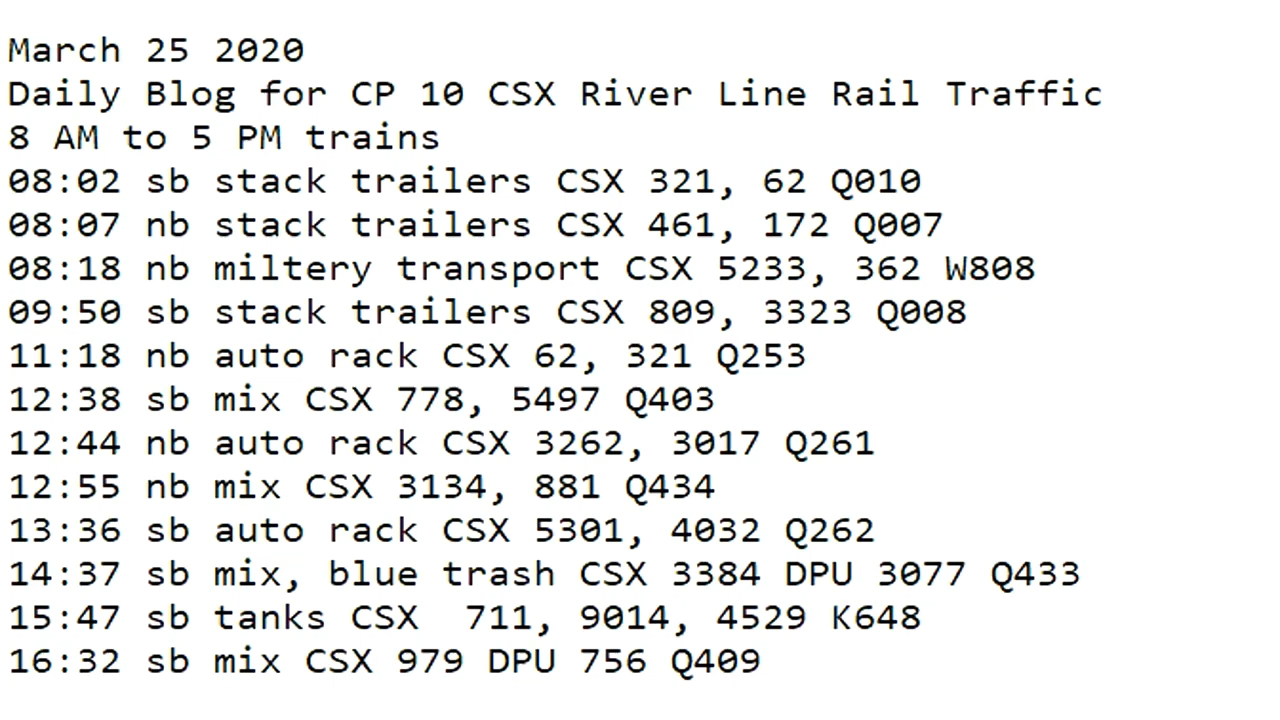 March 25 2020
Daily Blog for CP 10 CSX River Line Rail Traffic
8 AM to 5 PM trains
08:02 sb stack trailers CSX 321, 62 Q010
08:07 nb stack trailers CSX 461, 172 Q007
08:18 nb miltery transport CSX 5233, 362 W808
09:50 sb stack trailers CSX 809, 3323 Q008
11:18 nb auto rack CSX 62, 321 Q253
12:38 sb mix CSX 778, 5497 Q403
12:44 nb auto rack CSX 3262, 3017 Q261
12:55 nb mix CSX 3134, 881 Q434
13:36 sb auto rack CSX 5301, 4032 Q262
14:37 sb mix, blue trash CSX 3384 DPU 3077 Q433
15:47 sb tanks CSX  711, 9014, 4529 K648
16:32 sb mix CSX 979 DPU 756 Q409